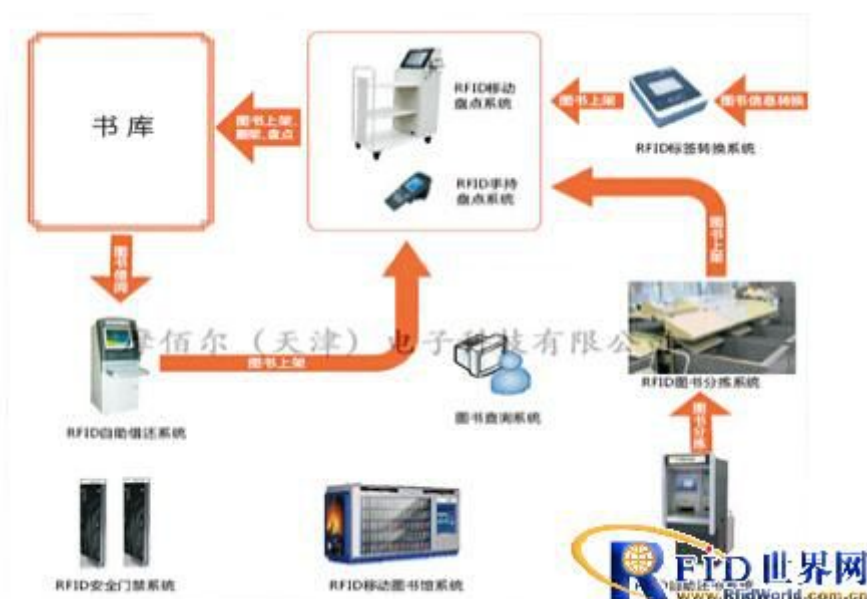 书库
图书上架、
翻架、盘点
RFID移动
盘点系统
RFID手持
盘点系统
图书上架
图书信息转换
RFID标签转换系统
图书上架
图书借阅
佰尔（天津）电子科技有限公
图书上架
RFID自助借还系统
图书查询系统
RFID图书分拣系统
图书分拣
RFID安全门禁系统
RFID移动图书馆系统
RFID世界网
www.RfidWorld.com.cn